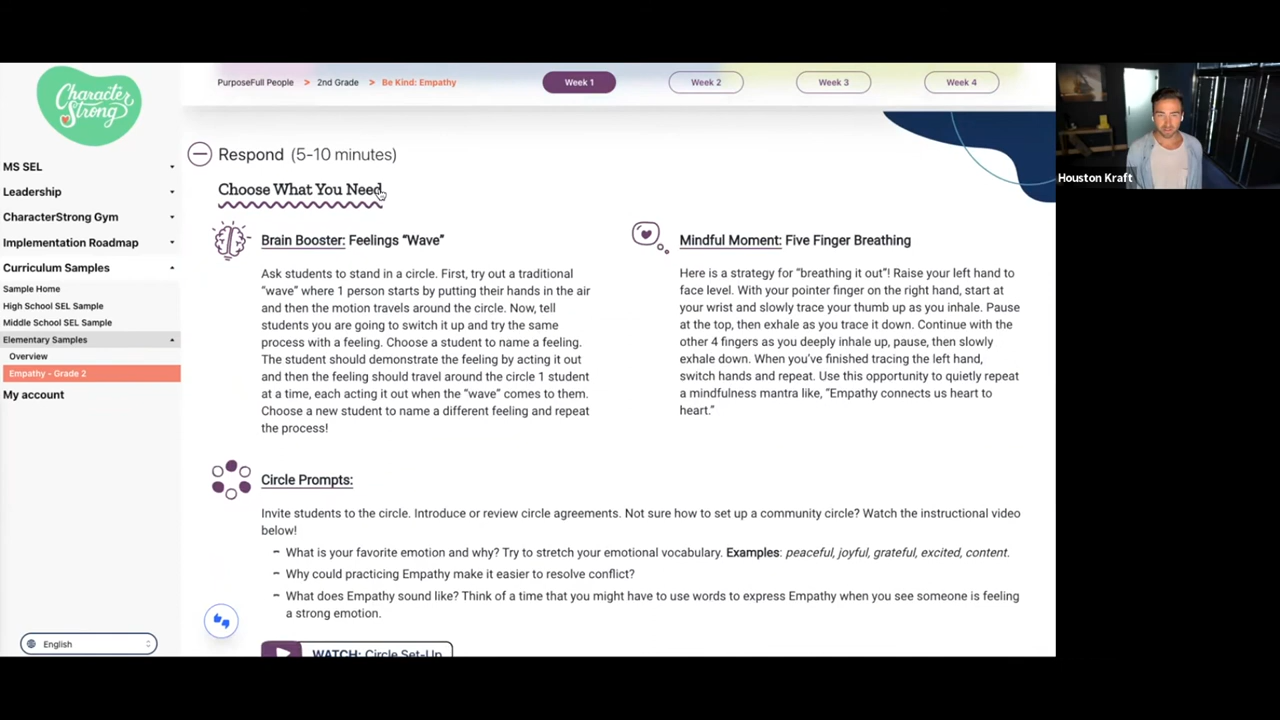 Character
Strong
PurposeFull People > 2nd Grade > Be Kind: Empathy
Week 1
Week 2
Week 3
Week 4
MS SEL
Leadership
CharacterStrong Gym
Implementation Roadmap
Curriculum Samples
Sample Home
High School SEL Sample
Middle School SEL Sample
Elementary Samples
Overview
Empathy - Grade 2
My account
English
Respond (5-10 minutes)
Choose What You Need
Brain Booster: Feelings “Wave”
Ask students to stand in a circle. First, try out a traditional
“wave” where 1 person starts by putting their hands in the air
and then the motion travels around the circle. Now, tell
students you are going to switch it up and try the same
process with a feeling. Choose a student to name a feeling.
The student should demonstrate the feeling by acting it out
and then the feeling should travel around the circle 1 student
at a time, each acting it out when the “wave” comes to them.
Choose a new student to name a different feeling and repeat
the process!
Mindful Moment: Five Finger Breathing
Here is a strategy for “breathing it out”! Raise your left hand to
face level. With your pointer finger on the right hand, start at
your wrist and slowly trace your thumb up as you inhale. Pause
at the top, then exhale as you trace it down. Continue with the
other 4 fingers as you deeply inhale up, pause, then slowly
exhale down. When you’ve finished tracing the left hand,
switch hands and repeat. Use this opportunity to quietly repeat
a mindfulness mantra like, “Empathy connects us heart to
heart.”
Circle Prompts:
Invite students to the circle. Introduce or review circle agreements. Not sure how to set up a community circle? Watch the instructional video
below!
– What is your favorite emotion and why? Try to stretch your emotional vocabulary. Examples: peaceful, joyful, grateful, excited, content.
– Why could practicing Empathy make it easier to resolve conflict?
– What does Empathy sound like? Think of a time that you might have to use words to express Empathy when you see someone is feeling
a strong emotion.
WATCH: Circle Set-Up
Houston Kraft